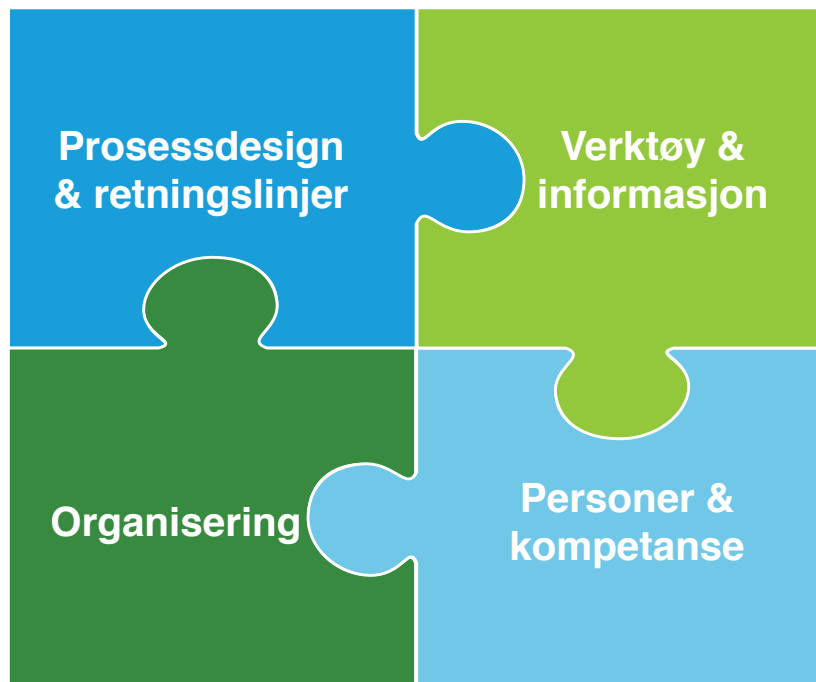 Prosessdesign
& retningslinjer
Verktøy &
informasjon
Organisering
Personer &
kompetanse